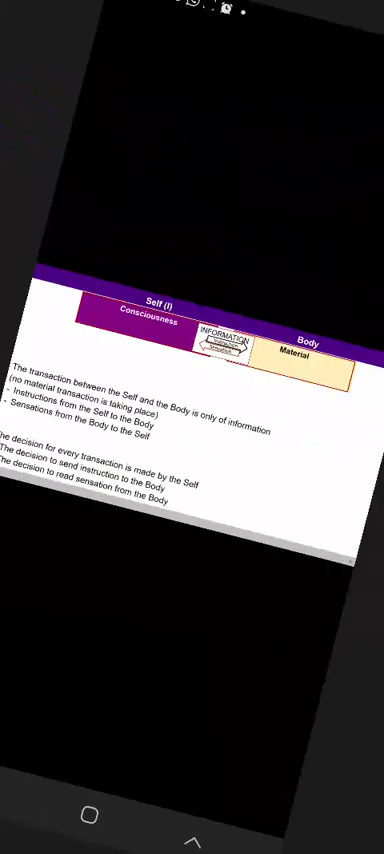 Self (I)
Body
Consciousness
INFORMATION
Material
The transaction between the Self and the Body is only of information
(no material transaction is taking place)
- Instructions from the Self to the Body
- Sensations from the Body to the Self
The decision for every transaction is made by the Self
The decision to send instruction to the Body
The decision to read sensation from the Body